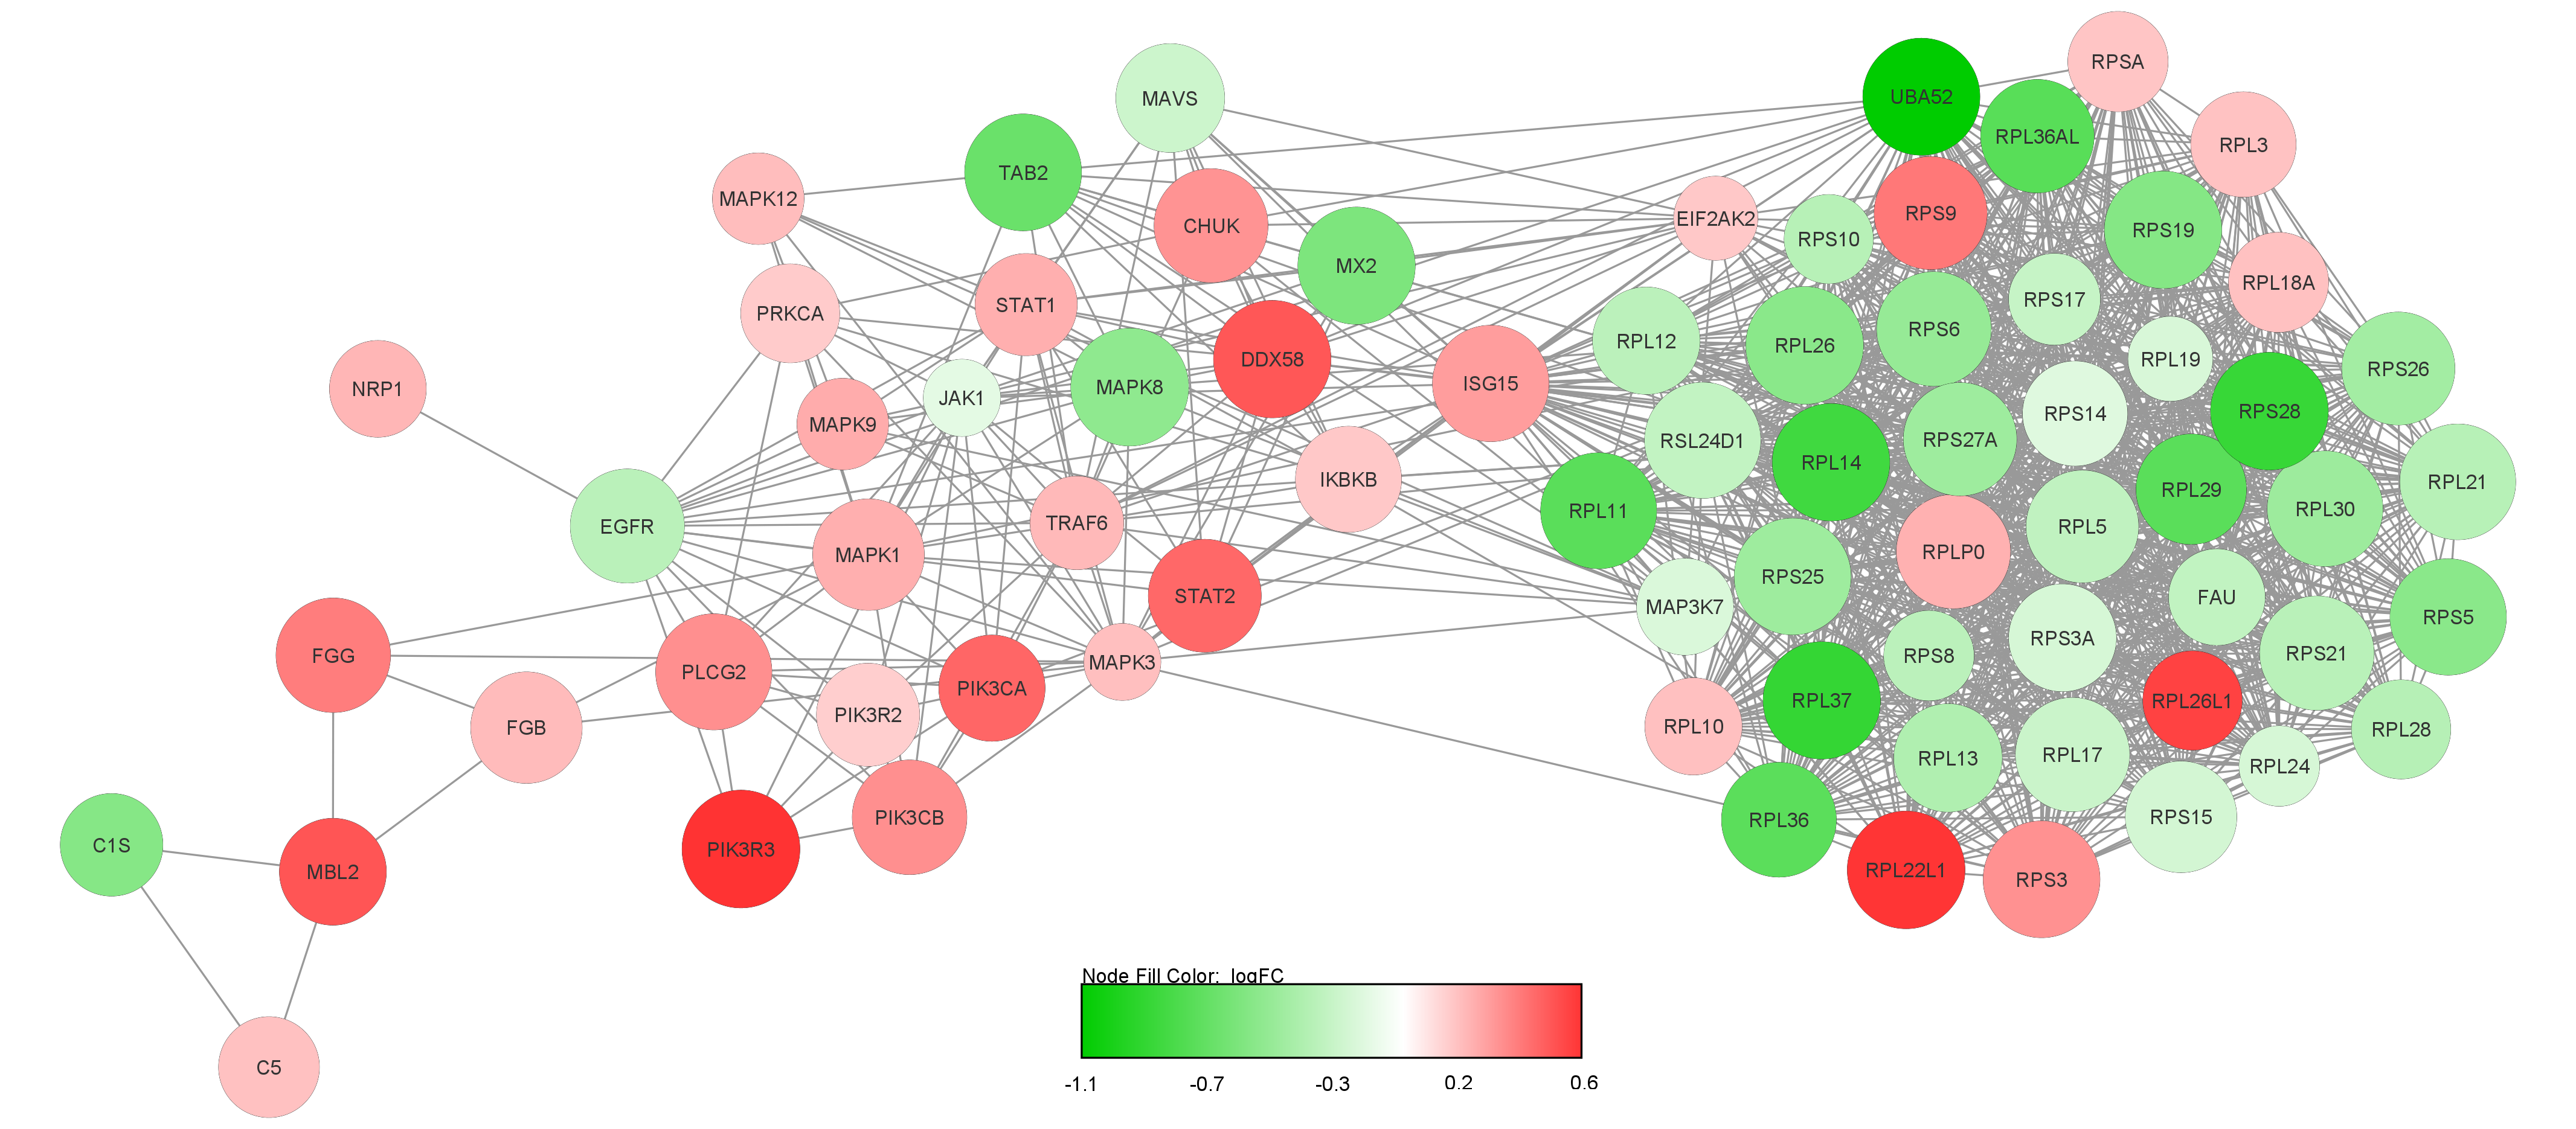 RPSA
UBA52
MAVS
RPL36AL
RPL3
TAB2
MAPK12
RPS9
EIF2AK2
CHUK
RPS19
RPS10
MX2
RPL18A
RPS17
STAT1
PRKCA
RPS6
RPL12
RPL26
DDX58
RPL19
RPS26
ISG15
MAPK8
NRP1
JAK1
RPS28
RPS14
MAPK9
RSL24D1
RPS27A
RPL14
IKBKB
RPL29
RPL21
RPL30
RPL11
TRAF6
EGFR
RPL5
RPLP0
MAPK1
RPS25
STAT2
FAU
MAP3K7
RPS5
RPS3A
RPS21
FGG
RPS8
MAPK3
PLCG2
PIK3CA
RPL37
RPL26L1
PIK3R2
RPL10
FGB
RPL28
RPL17
RPL13
RPL24
PIK3CB
RPS15
RPL36
C1S
PIK3R3
RPL22L1
MBL2
RPS3
C5
Node Fill Color: logFC
-1.1 -0.7 -0.3 0.2 0.6